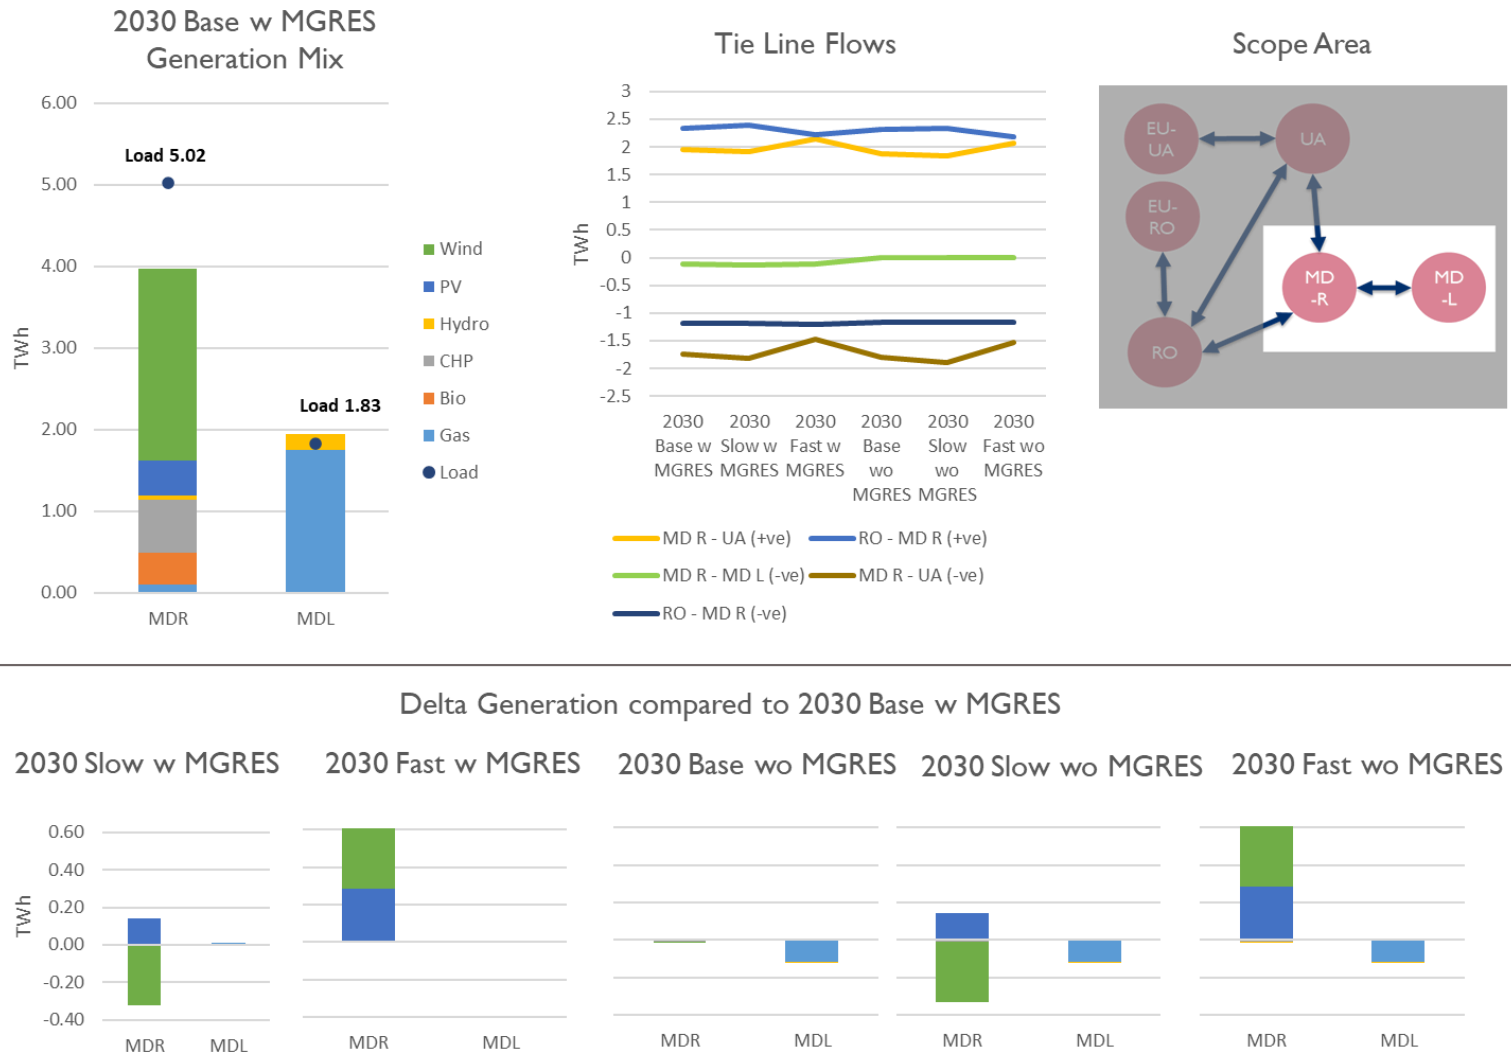 2030 Base w MGRES
Generation Mix
6.00
5.00
4.00
3.00
2.00
1.00
0.00
TWh
Load 5.02
Load 1.83
MDR
MDL
Wind
PV
Hydro
CHP
Bio
Gas
Load
Tie Line Flows
3
2.5
2
1.5
1
0.5
0
-0.5
-1
-1.5
-2
-2.5
TWh
2030
Base w
MGRES
2030
Slow w
MGRES
2030
Fast w
MGRES
2030
Base
wo
MGRES
2030
Slow
wo
MGRES
2030
Fast wo
MGRES
MD R - UA (+ve)
RO - MD R (+ve)
MD R - MD L (-ve)
MD R - UA (-ve)
RO - MD R (-ve)
Scope Area
EU-
UA
UA
EU-
RO
MD
-R
MD
-L
RO
Delta Generation compared to 2030 Base w MGRES
2030 Slow w MGRES
0.60
0.40
0.20
0.00
-0.20
-0.40
TWh
MDR
MDL
2030 Fast w MGRES
MDR
MDL
2030 Base wo MGRES
MDR
MDL
2030 Slow wo MGRES
MDR
MDL
2030 Fast wo MGRES
MDR
MDL